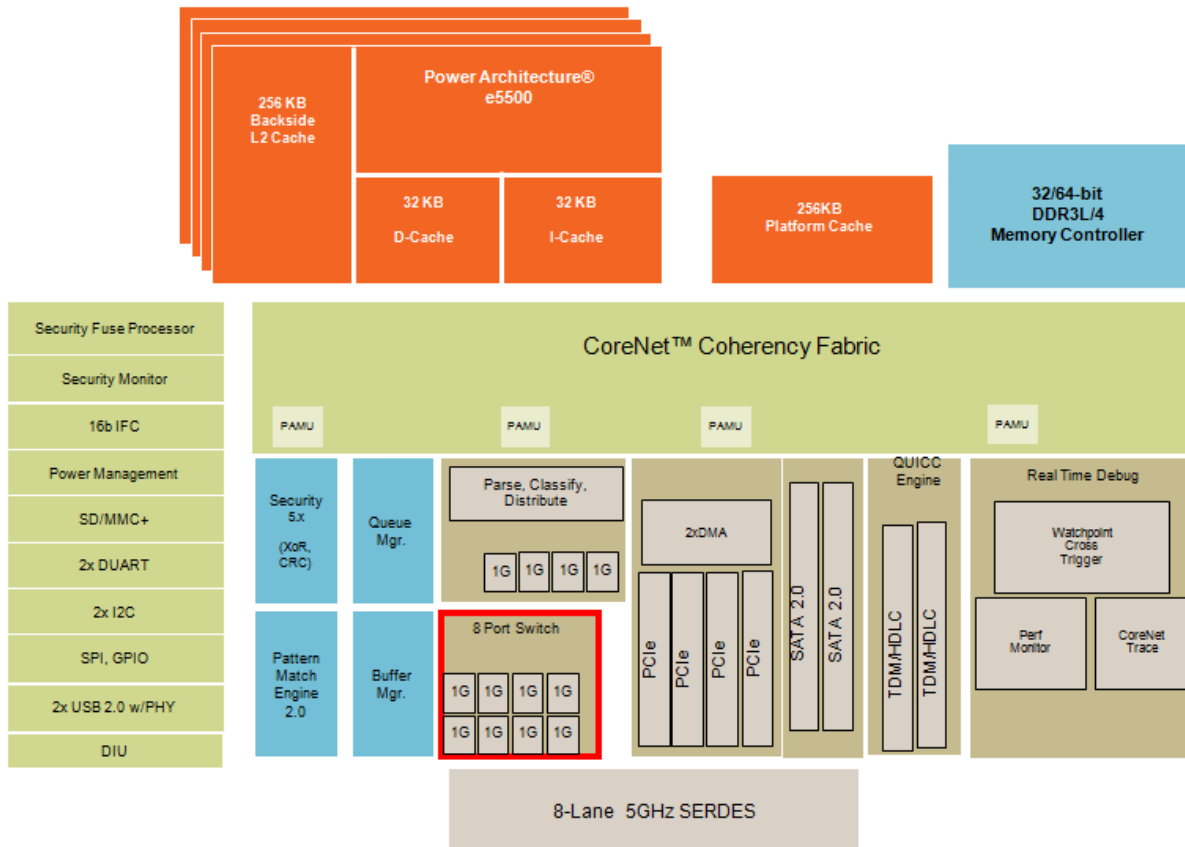 256 KB
Backside
L2 Cache
Power Architecture®
e5500
32 KB
D-Cache
32 KB
I-Cache
256KB
Platform Cache
32/64-bit
DDR3L/4
Memory Controller
Security Fuse Processor
Security Monitor
16b IFC
Power Management
SD/MMC+
2x DUART
2x I2C
SPI, GPIO
2x USB 2.0 w/PHY
DIU
CoreNet™ Coherency Fabric
PAMU
PAMU
PAMU
PAMU
Security
5.x
(XoR,
CRC)
Queue
Mgr.
Pattern
Match
Engine
2.0
Buffer
Mgr.
Parse, Classify,
Distribute
1G 1G 1G 1G
8 Port Switch
1G 1G 1G 1G
1G 1G 1G 1G
2xDMA
PCIe
PCIe
PCIe
PCIe
SATA 2.0
SATA 2.0
QUICC
Engine
TDM/HDLC
TDM/HDLC
Real Time Debug
Watchpoint
Cross
Trigger
Perf
Monitor
CoreNet
Trace
8-Lane 5GHz SERDES